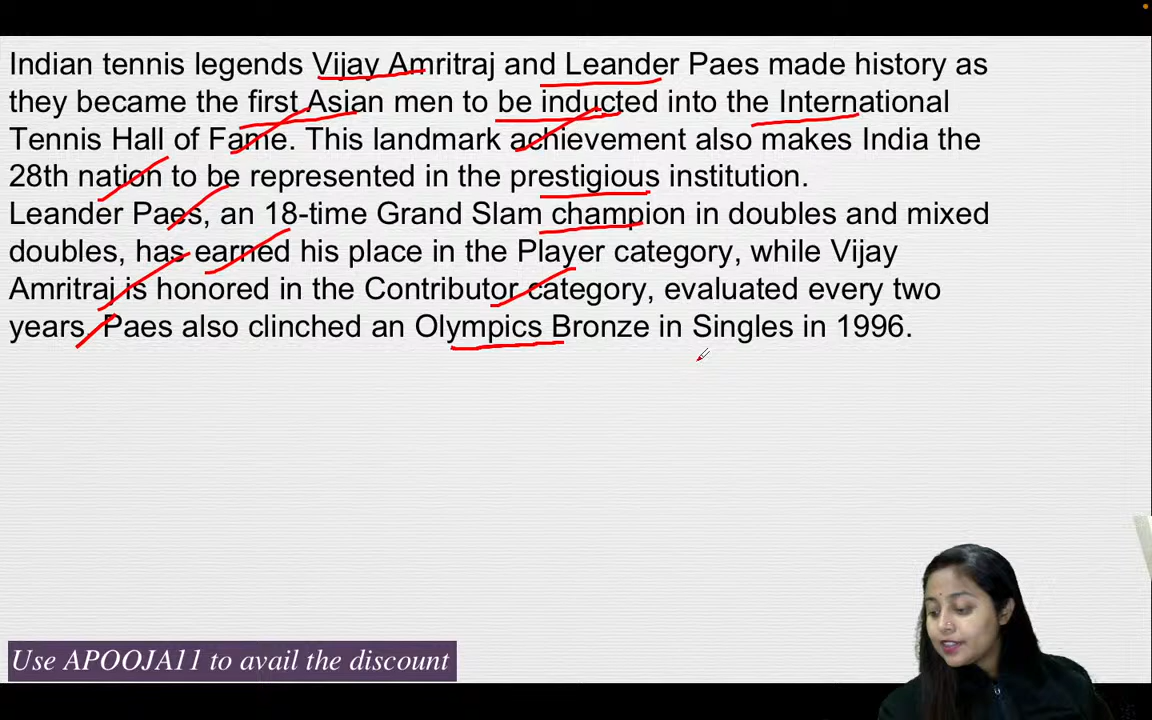 Indian tennis legends Vijay Amritraj and Leander Paes made history as
they became the first Asian men to be inducted into the International
Tennis Hall of Fame. This landmark achievement also makes India the
28th nation to be represented in the prestigious institution.
Leander Paes, an 18-time Grand Slam champion in doubles and mixed
doubles, has earned his place in the Player category, while Vijay
Amritraj is honored in the Contributor category, evaluated every two
years. Paes also clinched an Olympics Bronze in Singles in 1996.
Use APOOJA11 to avail the discount